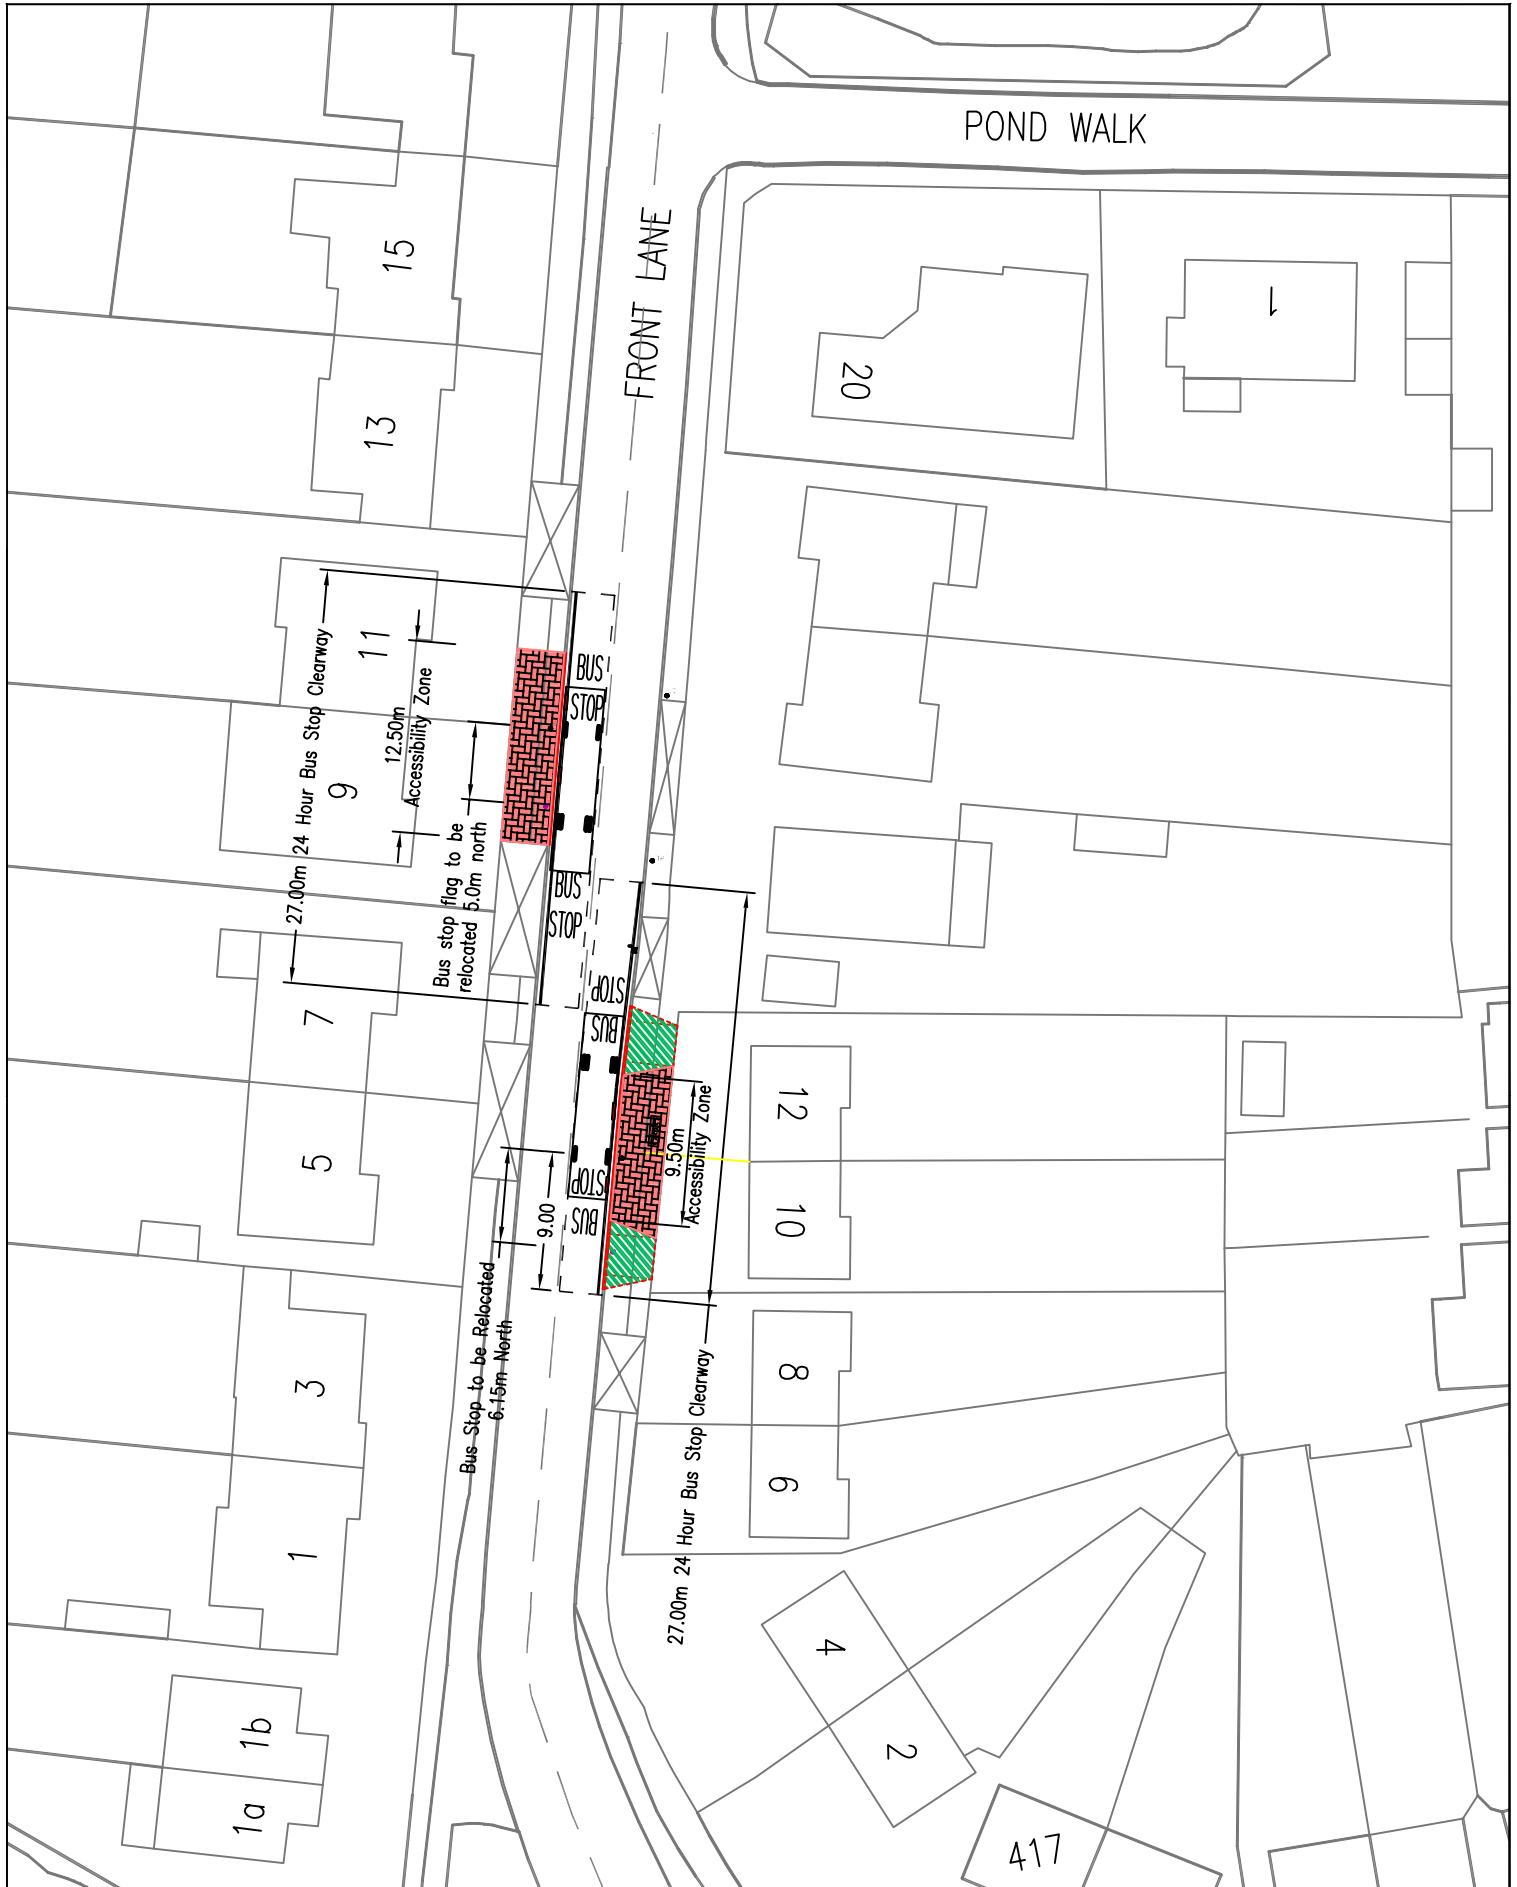 POND WALK
FRONT LANE
15
13
11
9
7
5
3
1
1b
1a
20
1
12
10
8
6
4
2
417
27.00m 24 Hour Bus Stop Clearway
12.50m
Accessibility Zone
Bus stop flag to be
relocated 5.0m north
BUS
STOP
BUS
STOP
STOP
BUS
STOP
BUS
9.00
9.50m
Accessibility Zone
Bus Stop to be Relocated
6.15m North
27.00m 24 Hour Bus Stop Clearway